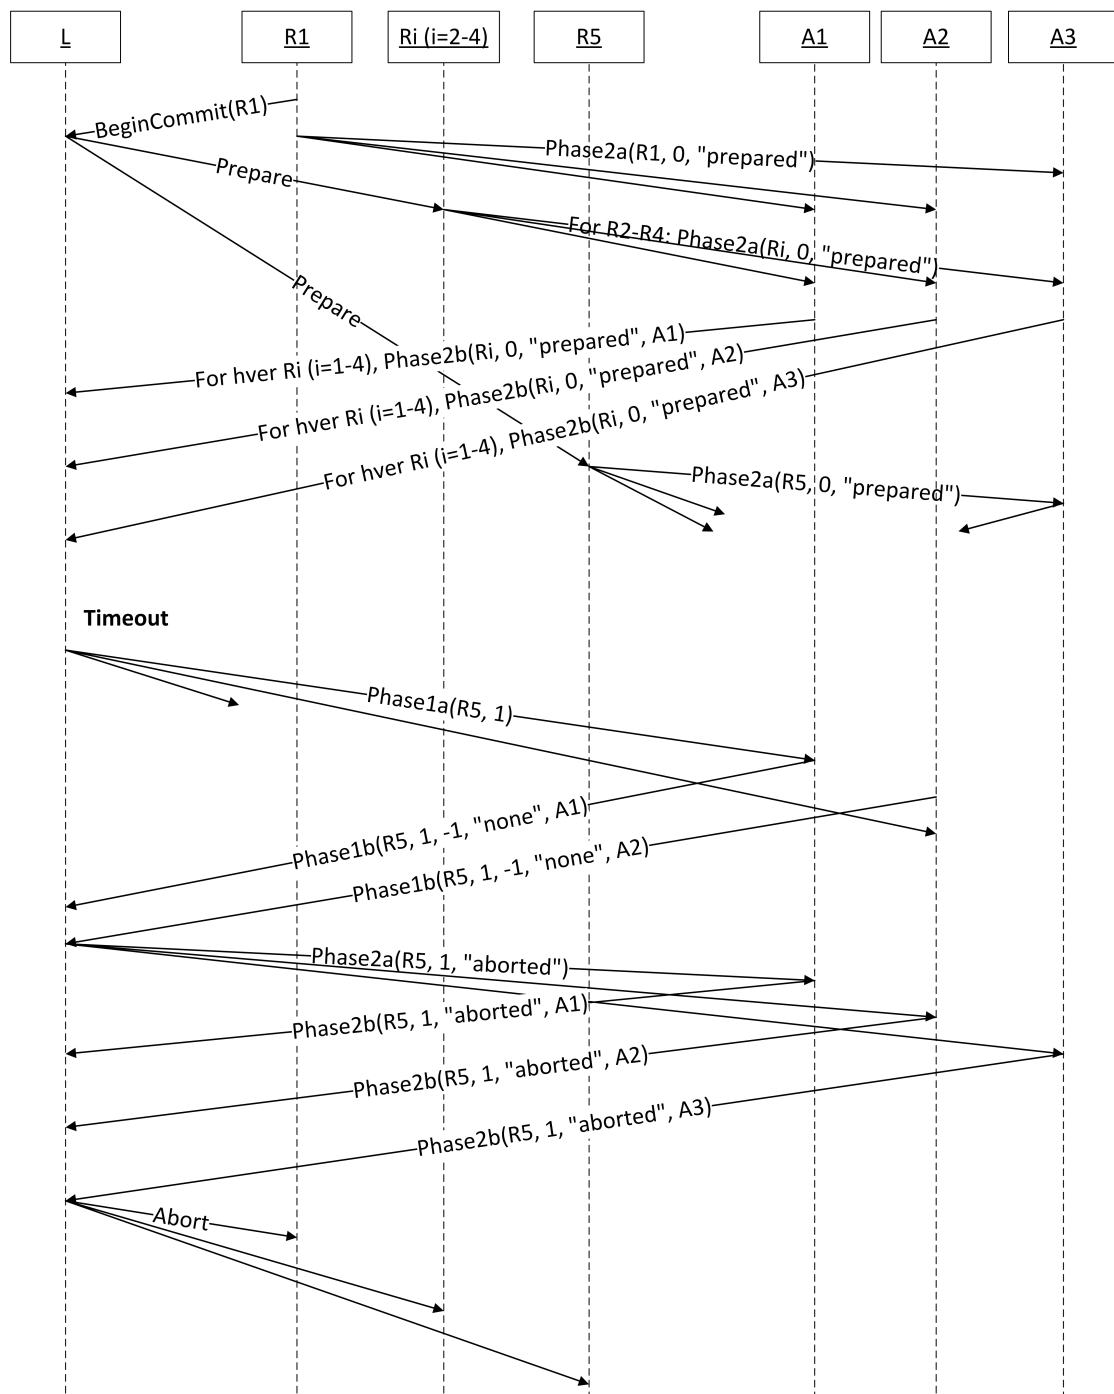 L
R1
Ri (i=2-4)
R5
A1
A2
A3
BeginCommit(R1)
Phase2a(R1, 0, "prepared")
Prepare
For R2-R4: Phase2a(Ri, 0, "prepared")
Prepare
For hver Ri (i=1-4), Phase2b(Ri, 0, "prepared", A1)
For hver Ri (i=1-4), Phase2b(Ri, 0, "prepared", A2)
For hver Ri (i=1-4), Phase2b(Ri, 0, "prepared", A3)
Phase2a(R5, 0, "prepared")
Timeout
Phase1a(R5, 1)
Phase1b(R5, 1, -1, "none", A1)
Phase1b(R5, 1, -1, "none", A2)
Phase2a(R5, 1, "aborted")
Phase2b(R5, 1, "aborted", A1)
Phase2b(R5, 1, "aborted", A2)
Phase2b(R5, 1, "aborted", A3)
Abort